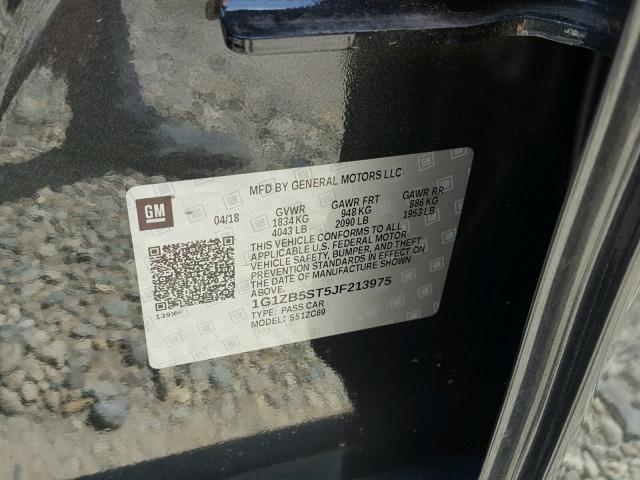 MFD BY GENERAL MOTORS LLC
GM
04/18
GVWR GAWR FRT GAWR RR
1834 KG 948 KG 886 KG
4043 LB 2090 LB 1953 LB
THIS VEHICLE CONFORMS TO ALL
APPLICABLE U.S. FEDERAL MOTOR
VEHICLE SAFETY, BUMPER, AND THEFT
PREVENTION STANDARDS IN EFFECT ON
THE DATE OF MANUFACTURE SHOWN
ABOVE.
1G1ZB5ST5JF213975
TYPE: PASS CAR
MODEL: 551ZC69